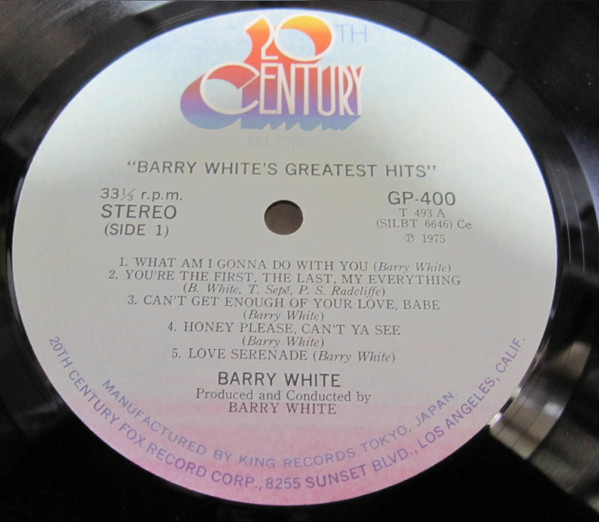 20TH
CENTURY
RECORDS
"BARRY WHITE'S GREATEST HITS"
33⅓ r.p.m.
STEREO
(SIDE 1)
GP-400
T 493 A
(SILBT 6646) Ce
℗ 1975
1. WHAT AM I GONNA DO WITH YOU (Barry White)
2. YOU'RE THE FIRST, THE LAST, MY EVERYTHING
(B. White, T. Sepé, P. S. Radcliffe)
3. CAN'T GET ENOUGH OF YOUR LOVE, BABE
(Barry White)
4. HONEY PLEASE, CAN'T YA SEE
(Barry White)
5. LOVE SERENADE (Barry White)
BARRY WHITE
Produced and Conducted by
BARRY WHITE
MANUFACTURED BY KING RECORDS TOKYO, JAPAN.
20TH CENTURY FOX RECORD CORP., 8255 SUNSET BLVD., LOS ANGELES, CALIF.